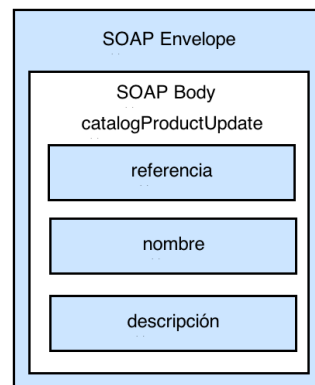 SOAP Envelope
SOAP Body
catalogProductUpdate
referencia
nombre
descripción